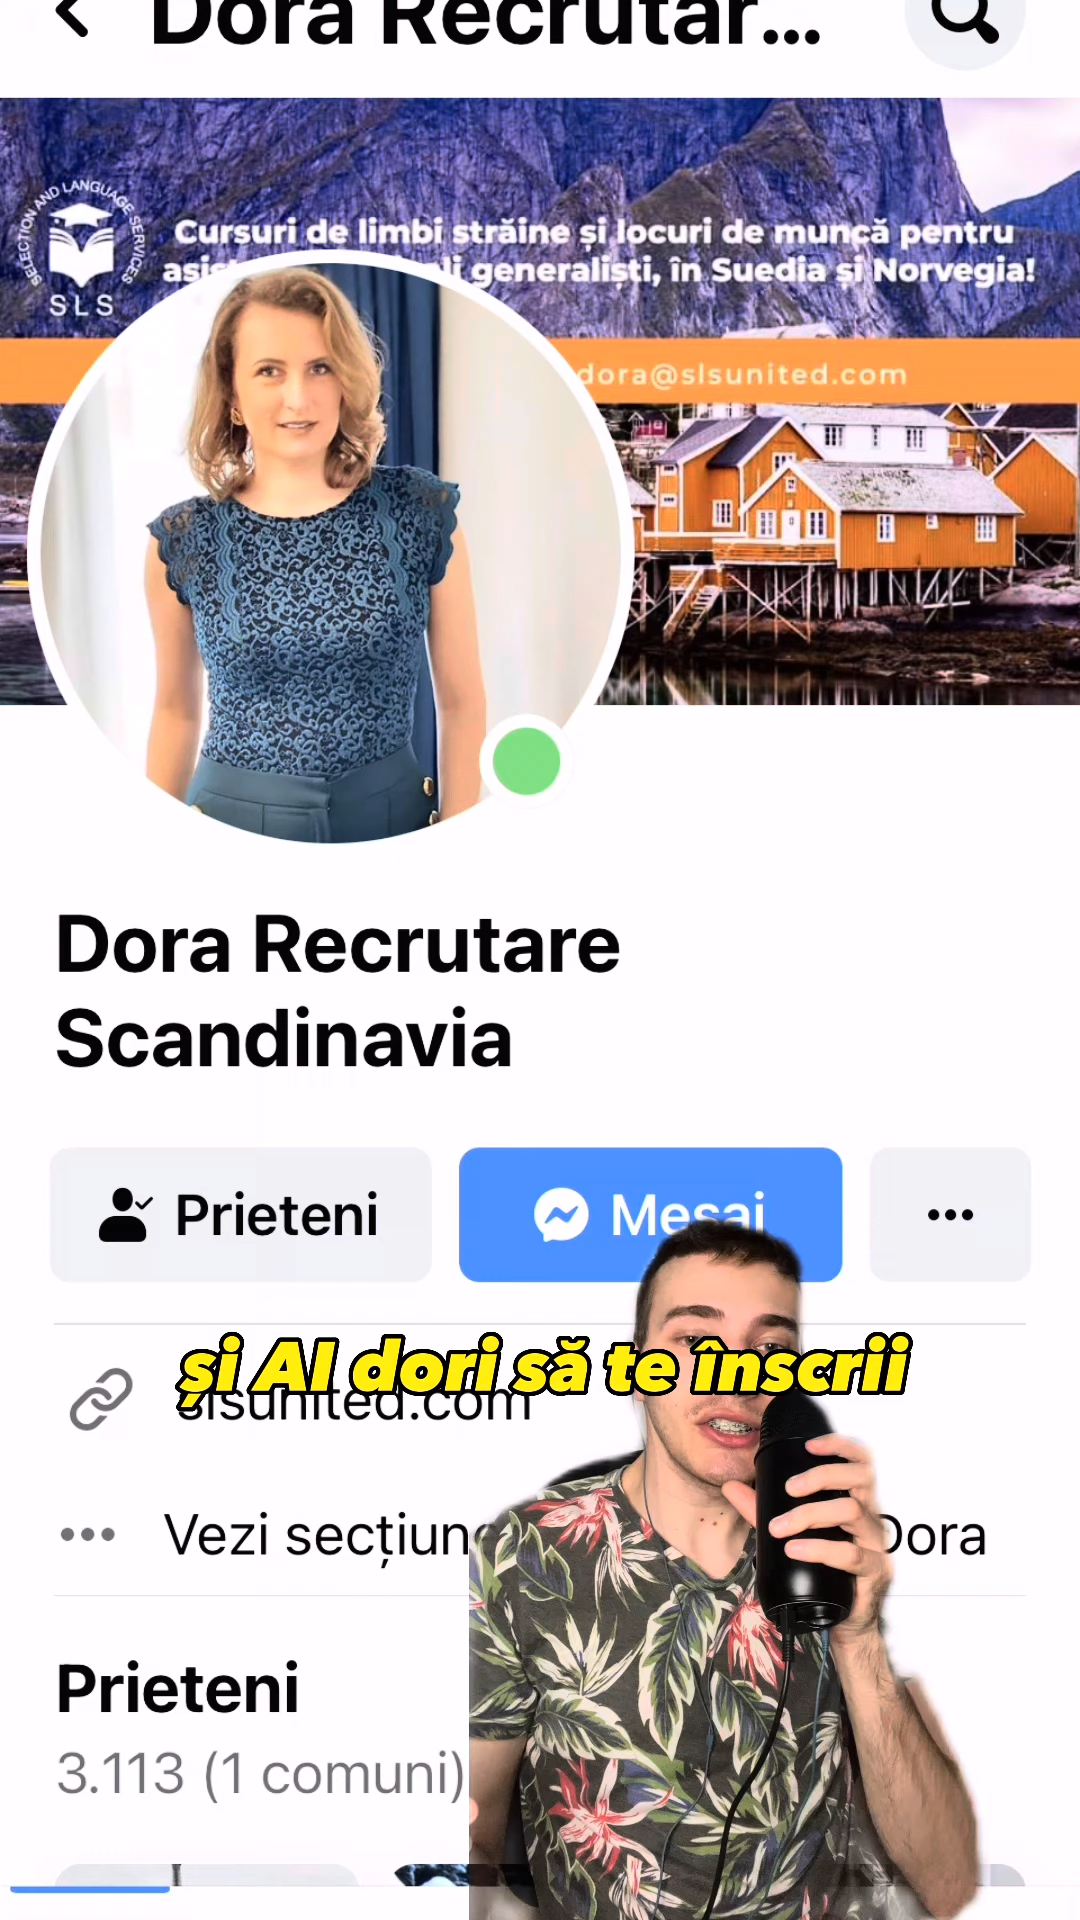 Dora Recrutar...
SELECTION AND LANGUAGE SERVICES
SLS
Cursuri de limbi străine și locuri de muncă pentru
generaliști, în Suedia și Norvegia!
dora@slsunited.com
Dora Recrutare
Scandinavia
Prieteni
Mesaj
și AI dori să te înscrii
slsunited.com
Vezi secțiun
Dora
Prieteni
3.113 (1 comuni)